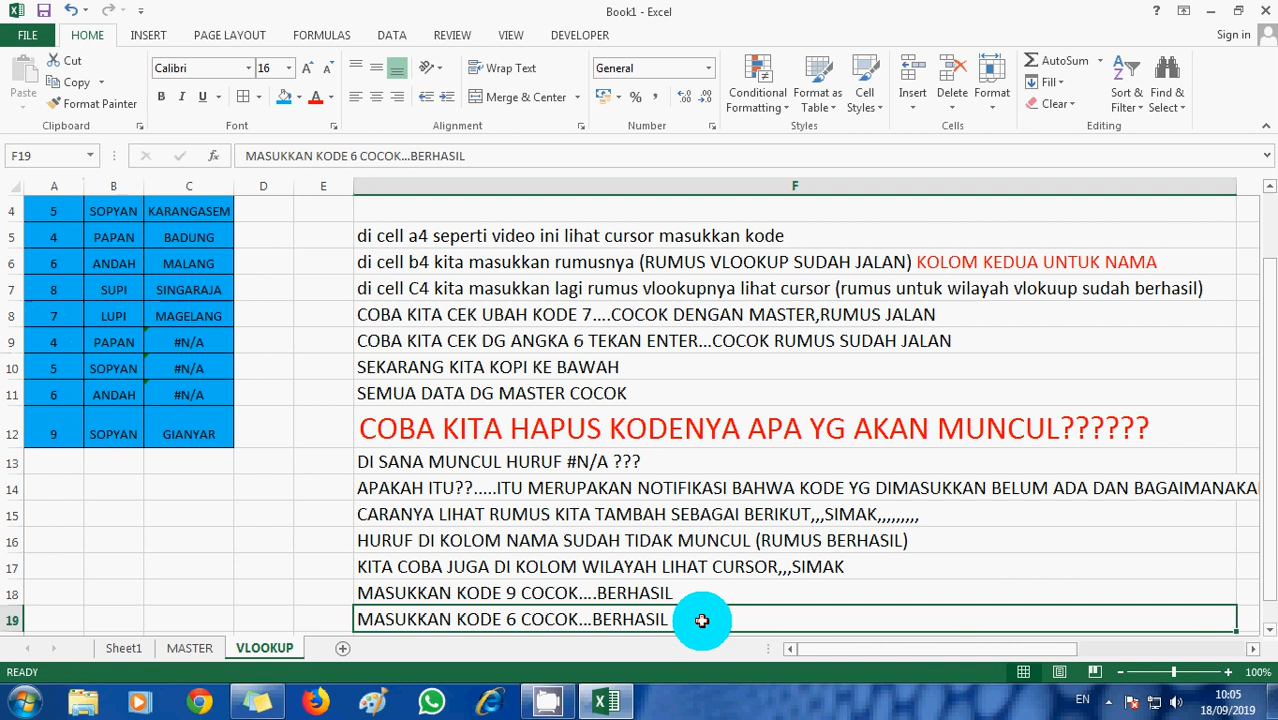 Book1 - Excel
?
FILE HOME INSERT PAGE LAYOUT FORMULAS DATA REVIEW VIEW DEVELOPER Sign in
Paste
Cut
Copy
Format Painter
Clipboard
Calibri 16
B I U
Font
Wrap Text
Merge & Center
Alignment
General
Number
Conditional Formatting
Format as Table
Cell Styles
Styles
Insert Delete Format
Cells
AutoSum
Fill
Clear
Sort & Filter
Find & Select
Editing
F19 fx MASUKKAN KODE 6 COCOK...BERHASIL
A B C D E F
4 5 SOPYAN KARANGASEM
5 4 PAPAN BADUNG di cell a4 seperti video ini lihat cursor masukkan kode
6 6 ANDAH MALANG di cell b4 kita masukkan rumusnya (RUMUS VLOOKUP SUDAH JALAN) KOLOM KEDUA UNTUK NAMA
7 8 SUPI SINGARAJA di cell C4 kita masukkan lagi rumus vlookupnya lihat cursor (rumus untuk wilayah vlokuup sudah berhasil)
8 7 LUPI MAGELANG COBA KITA CEK UBAH KODE 7....COCOK DENGAN MASTER,RUMUS JALAN
9 4 PAPAN #N/A COBA KITA CEK DG ANGKA 6 TEKAN ENTER...COCOK RUMUS SUDAH JALAN
10 5 SOPYAN #N/A SEKARANG KITA KOPI KE BAWAH
11 6 ANDAH #N/A SEMUA DATA DG MASTER COCOK
12 9 SOPYAN GIANYAR COBA KITA HAPUS KODENYA APA YG AKAN MUNCUL??????
13 DI SANA MUNCUL HURUF #N/A ???
14 APAKAH ITU??.....ITU MERUPAKAN NOTIFIKASI BAHWA KODE YG DIMASUKKAN BELUM ADA DAN BAGAIMANAKA
15 CARANYA LIHAT RUMUS KITA TAMBAH SEBAGAI BERIKUT,,,SIMAK,,,,,,,,,
16 HURUF DI KOLOM NAMA SUDAH TIDAK MUNCUL (RUMUS BERHASIL)
17 KITA COBA JUGA DI KOLOM WILAYAH LIHAT CURSOR,,,SIMAK
18 MASUKKAN KODE 9 COCOK....BERHASIL
19 MASUKKAN KODE 6 COCOK...BERHASIL
Sheet1 MASTER VLOOKUP
READY 100%
EN 10:05
18/09/2019